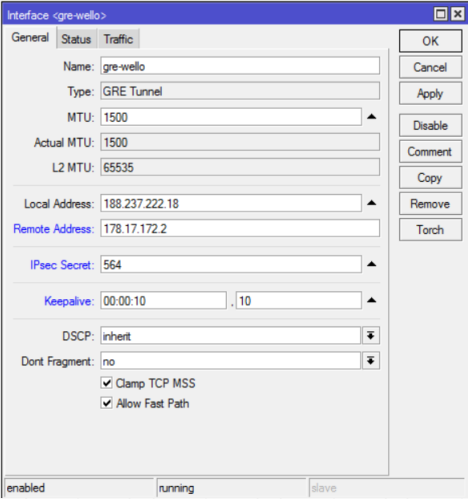 Interface <gre-wello>
General Status Traffic
Name: gre-wello
Type: GRE Tunnel
MTU: 1500
Actual MTU: 1500
L2 MTU: 65535
Local Address: 188.237.222.18
Remote Address: 178.17.172.2
IPsec Secret: 564
Keepalive: 00:00:10 , 10
DSCP: inherit
Dont Fragment: no
Clamp TCP MSS
Allow Fast Path
OK
Cancel
Apply
Disable
Comment
Copy
Remove
Torch
enabled running slave